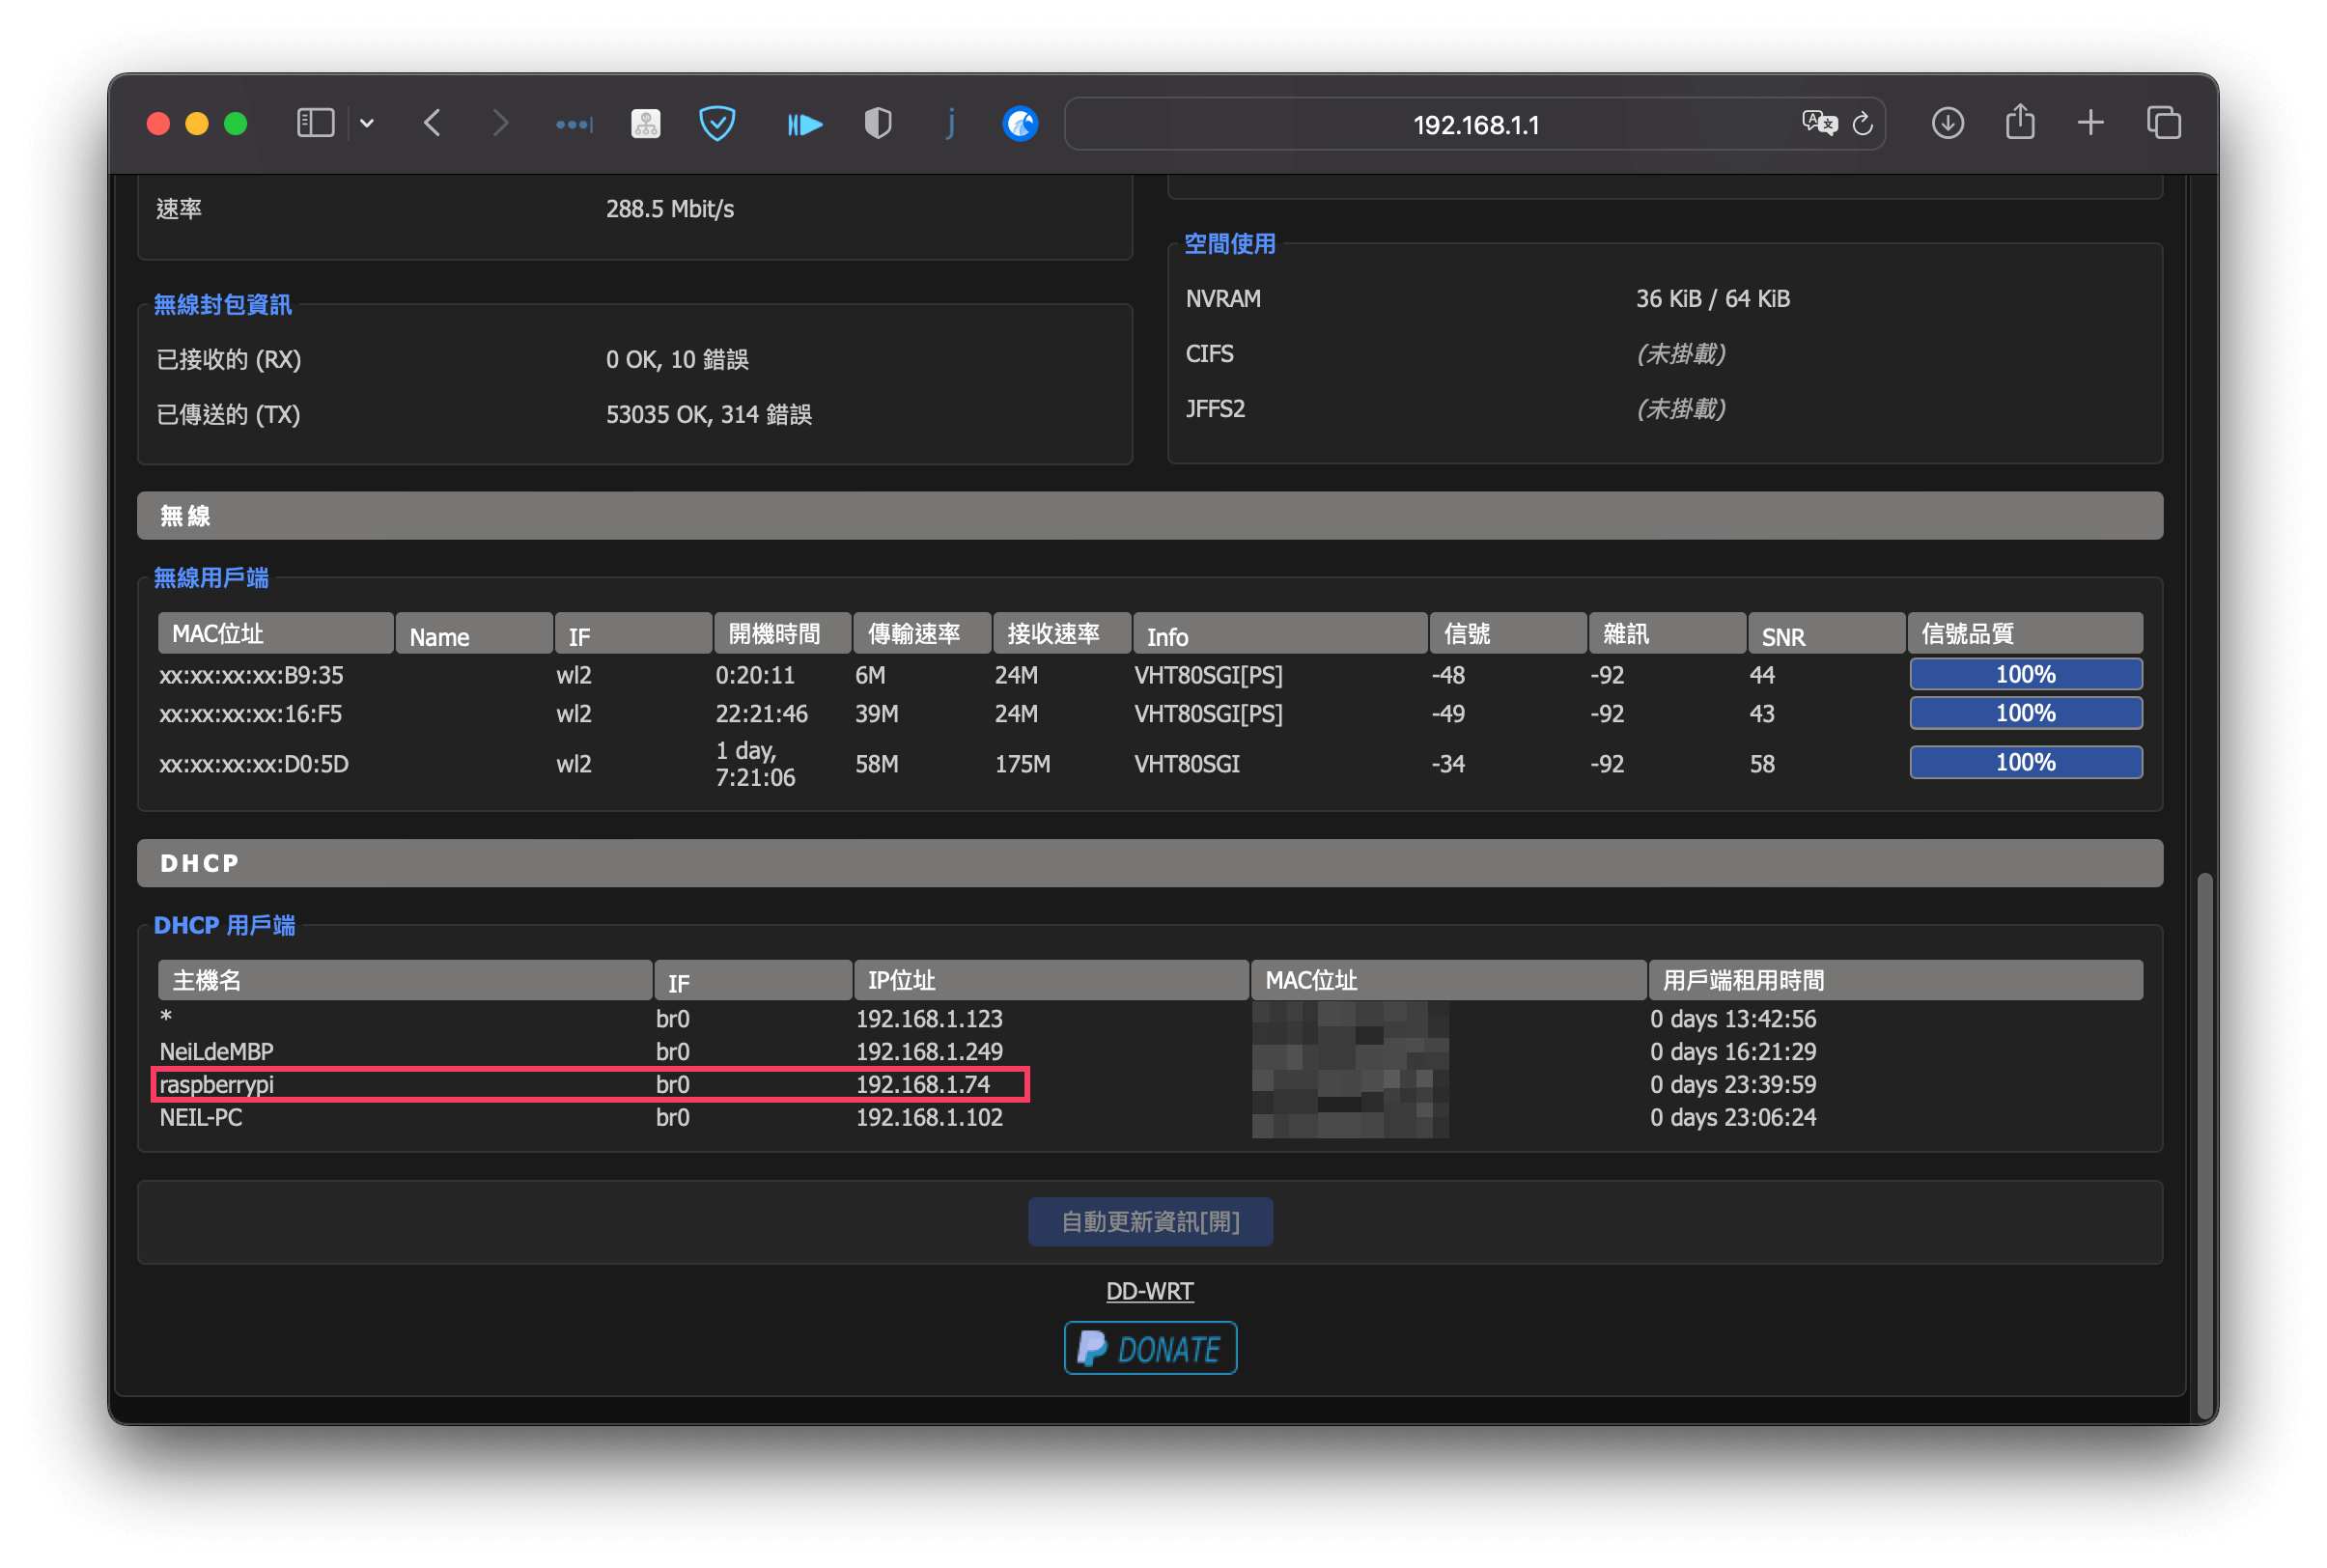 192.168.1.1
速率 288.5 Mbit/s
無線封包資訊
已接收的 (RX) 0 OK, 10 錯誤
已傳送的 (TX) 53035 OK, 314 錯誤
空間使用
NVRAM 36 KiB / 64 KiB
CIFS (未掛載)
JFFS2 (未掛載)
無線
無線用戶端
MAC位址 Name IF 開機時間 傳輸速率 接收速率 Info 信號 雜訊 SNR 信號品質
xx:xx:xx:xx:B9:35 wl2 0:20:11 6M 24M VHT80SGI[PS] -48 -92 44 100%
xx:xx:xx:xx:16:F5 wl2 22:21:46 39M 24M VHT80SGI[PS] -49 -92 43 100%
xx:xx:xx:xx:D0:5D wl2 1 day, 7:21:06 58M 175M VHT80SGI -34 -92 58 100%
DHCP
DHCP 用戶端
主機名 IF IP位址 MAC位址 用戶端租用時間
* br0 192.168.1.123 0 days 13:42:56
NeiLdeMBP br0 192.168.1.249 0 days 16:21:29
raspberrypi br0 192.168.1.74 0 days 23:39:59
NEIL-PC br0 192.168.1.102 0 days 23:06:24
自動更新資訊[開]
DD-WRT
DONATE